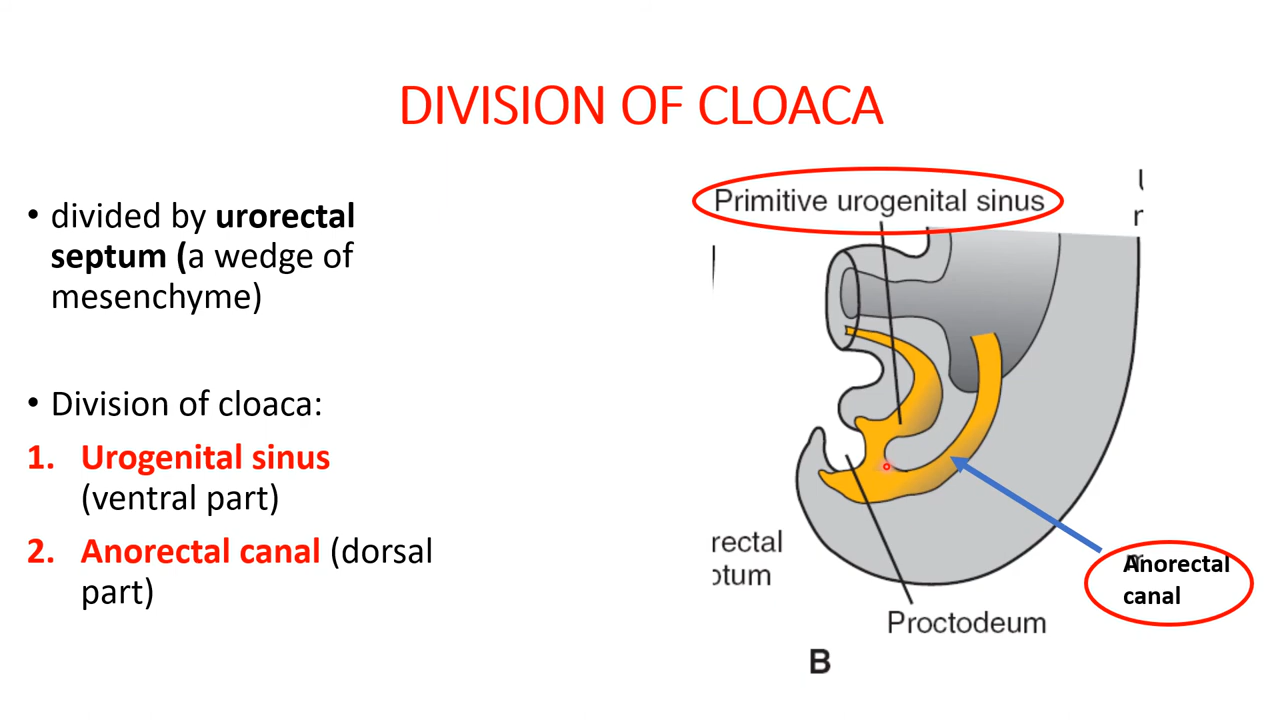 DIVISION OF CLOACA
• divided by urorectal
septum (a wedge of
mesenchyme)
• Division of cloaca:
1. Urogenital sinus
(ventral part)
2. Anorectal canal (dorsal
part)
Primitive urogenital sinus
rectal
Anorectal
canal
Proctodeum
B